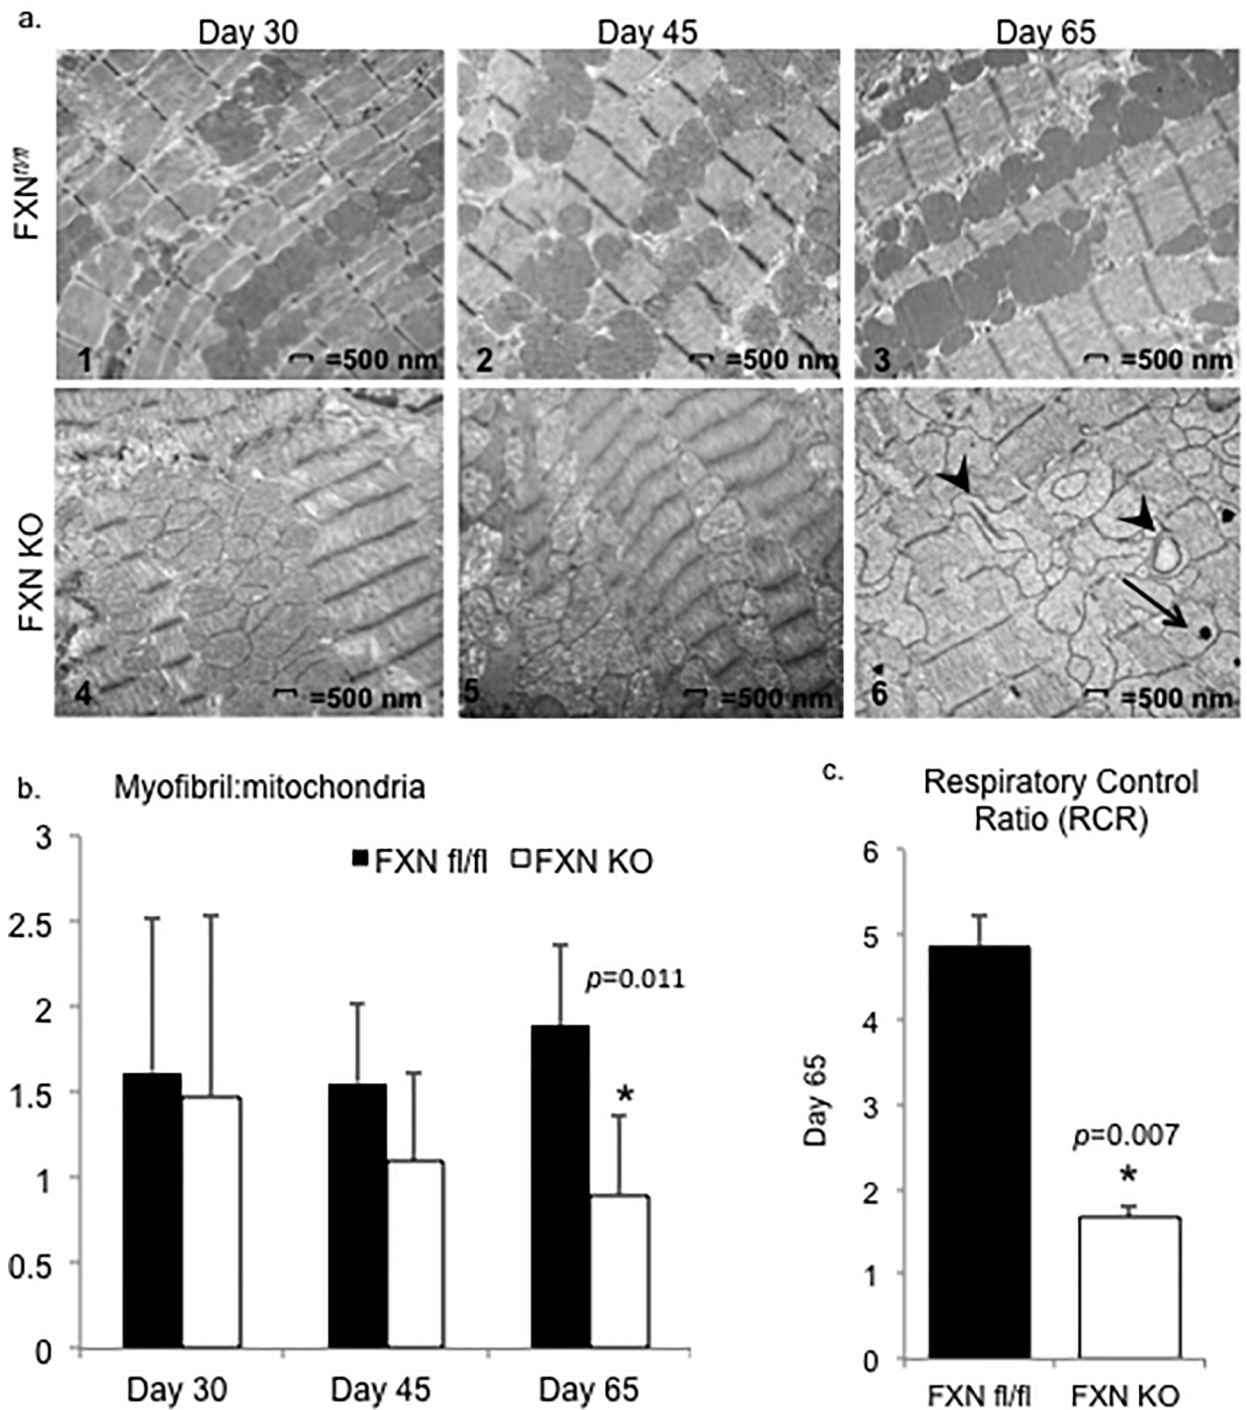 a.
Day 30
Day 45
Day 65
FXN fl/fl
1
=500 nm
2
=500 nm
3
=500 nm
FXN KO
4
=500 nm
5
=500 nm
6
=500 nm
b.
Myofibril:mitochondria
3
2.5
2
1.5
1
0.5
0
FXN fl/fl
FXN KO
p=0.011
*
Day 30
Day 45
Day 65
c.
Respiratory Control
Ratio (RCR)
Day 65
6
5
4
3
2
1
0
p=0.007
*
FXN fl/fl
FXN KO